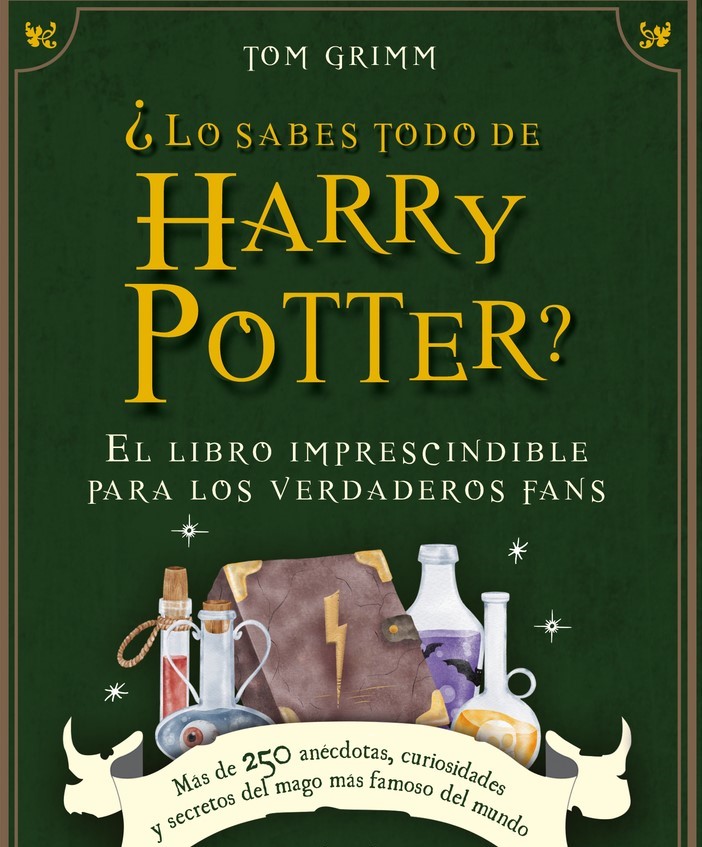 TOM GRIMM
¿LO SABES TODO DE
HARRY
POTTER?
EL LIBRO IMPRESCINDIBLE
PARA LOS VERDADEROS FANS
Más de 250 anécdotas, curiosidades
y secretos del mago más famoso del mundo